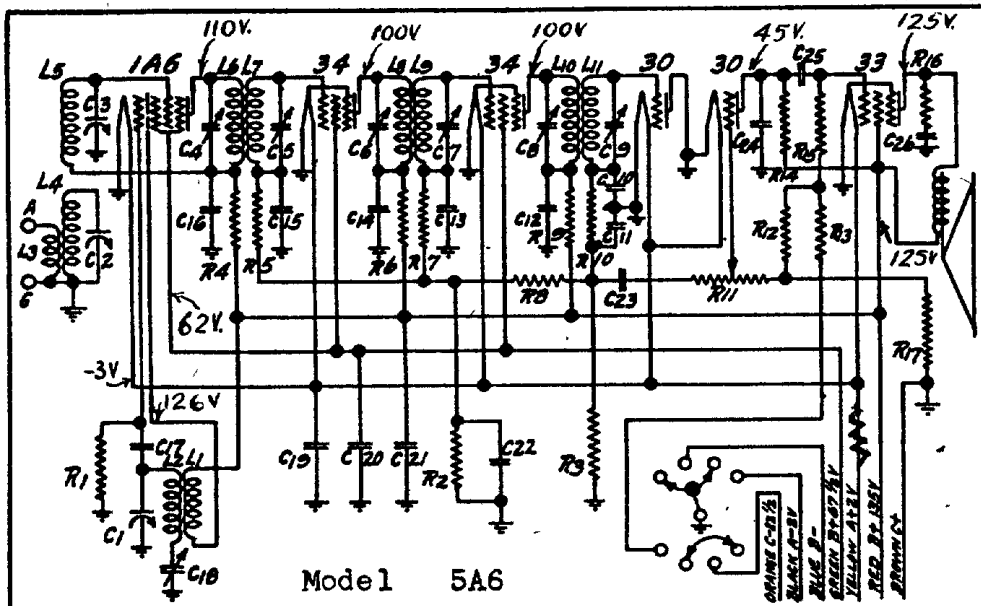 110V. 100V 100V 45V. 125V.
L5 1A6 L6 L7 34 L8 L9 34 L10 L11 30 30 C25 33 R16
C3 C4 C5 C6 C7 C8 C9 C24 R15 C26
L4 C10 R14
A C16 C15 C14 C13 C12 C11 R12 R13
L3 C2 R4 R5 R6 R7 R9 R10 125V
G R8 C23 R11
62V. R17
-3V
126V
C17 C19 C20 C21 C22
R1 L2 L1 R2 R3
C1
C18
Model 5A6
ORANGE C-12½
BLACK A-2V
BLUE B-
GREEN B+67½V
YELLOW A+2V
RED B+135V
BROWN C+